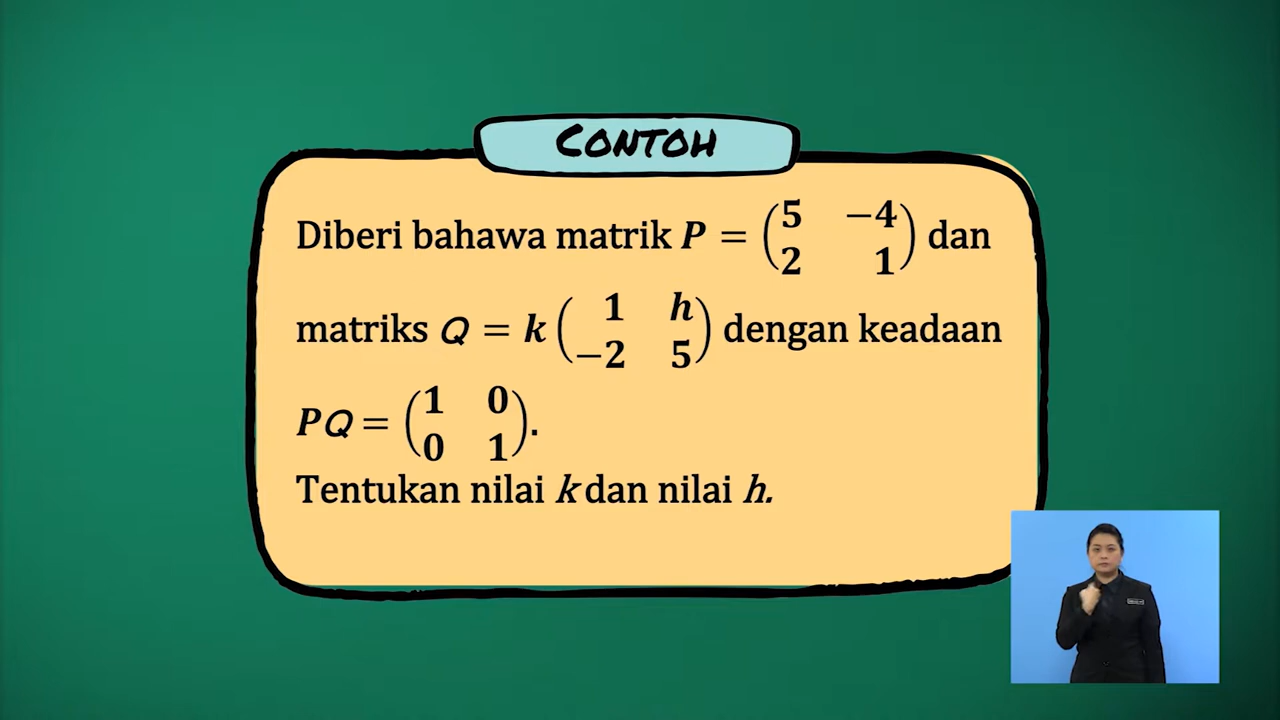 CONTOH
Diberi bahawa matrik P = (5 −4; 2 1) dan
matriks Q = k (1 h; −2 5) dengan keadaan
PQ = (1 0; 0 1).
Tentukan nilai k dan nilai h.